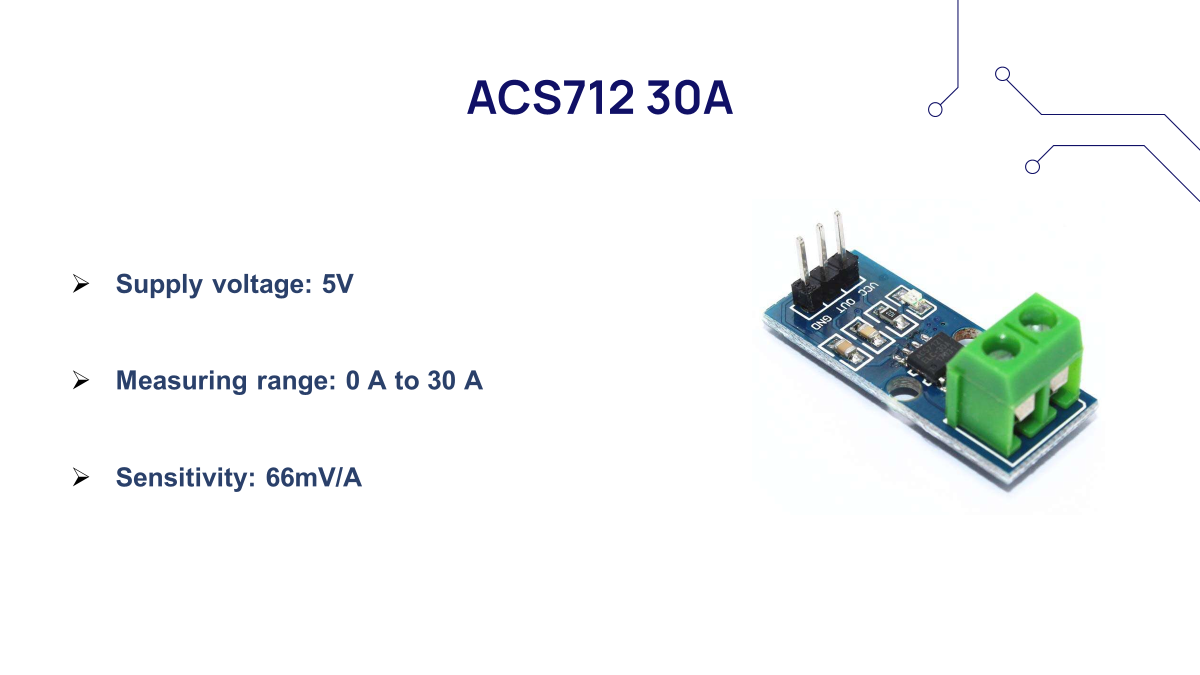 ACS712 30A
Supply voltage: 5V
Measuring range: 0 A to 30 A
Sensitivity: 66mV/A
VCC
OUT
GND